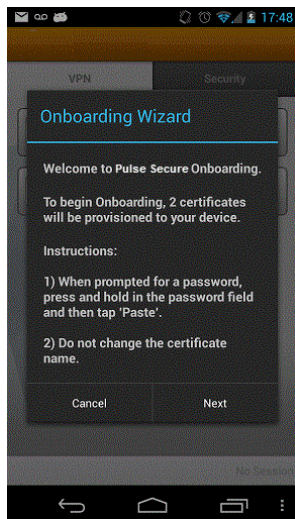 17:48
VPN Security
Onboarding Wizard
Welcome to Pulse Secure Onboarding.
To begin Onboarding, 2 certificates
will be provisioned to your device.
Instructions:
1) When prompted for a password,
press and hold in the password field
and then tap 'Paste'.
2) Do not change the certificate
name.
Cancel Next
No Session